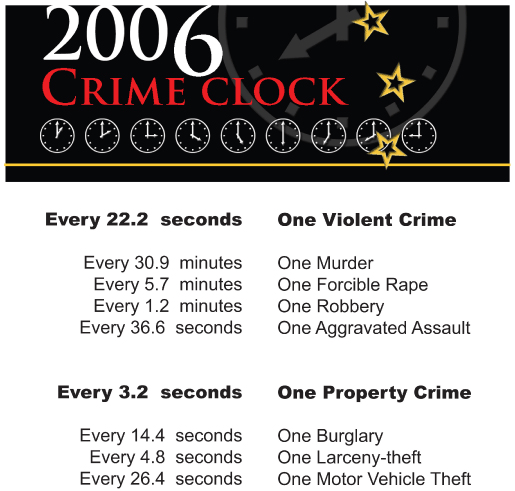 2006
CRIME CLOCK
Every 22.2 seconds One Violent Crime
Every 30.9 minutes One Murder
Every 5.7 minutes One Forcible Rape
Every 1.2 minutes One Robbery
Every 36.6 seconds One Aggravated Assault
Every 3.2 seconds One Property Crime
Every 14.4 seconds One Burglary
Every 4.8 seconds One Larceny-theft
Every 26.4 seconds One Motor Vehicle Theft